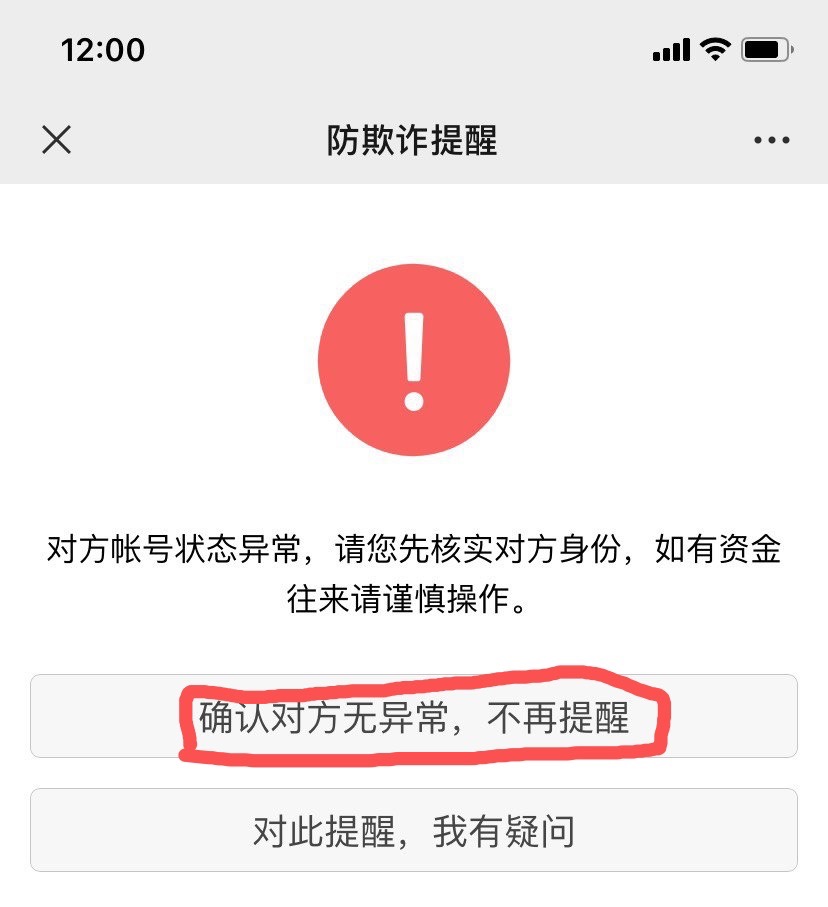 12:00
防欺诈提醒
对方帐号状态异常，请您先核实对方身份，如有资金
往来请谨慎操作。
确认对方无异常，不再提醒
对此提醒，我有疑问